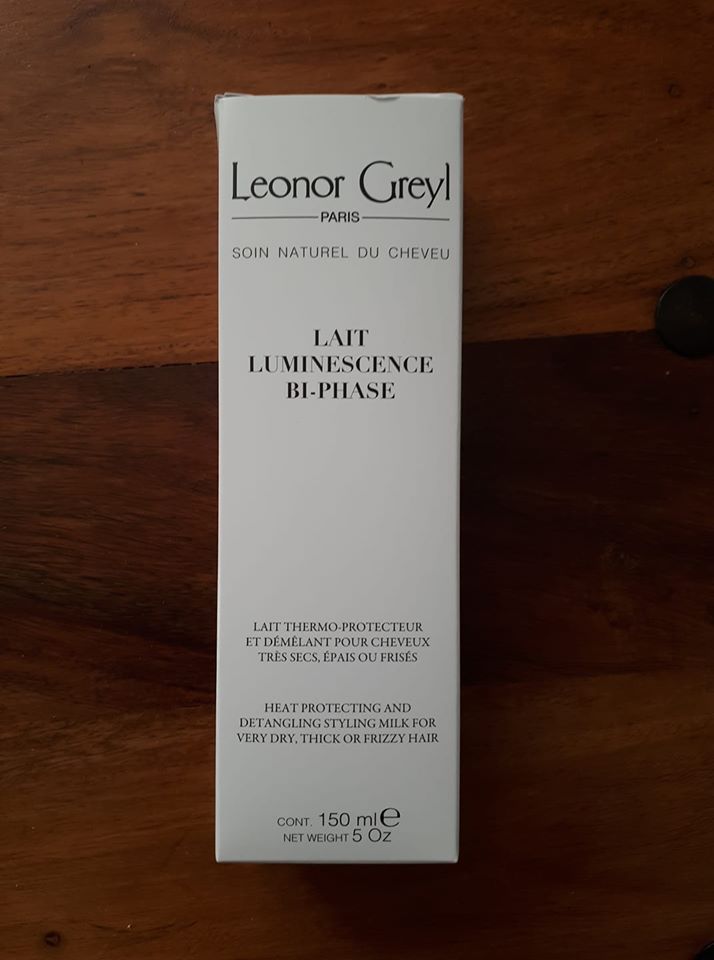 Leonor Greyl
PARIS
SOIN NATUREL DU CHEVEU
LAIT
LUMINESCENCE
BI-PHASE
LAIT THERMO-PROTECTEUR
ET DÉMÊLANT POUR CHEVEUX
TRÈS SECS, ÉPAIS OU FRISÉS
HEAT PROTECTING AND
DETANGLING STYLING MILK FOR
VERY DRY, THICK OR FRIZZY HAIR
CONT. 150 ml℮
NET WEIGHT 5 Oz